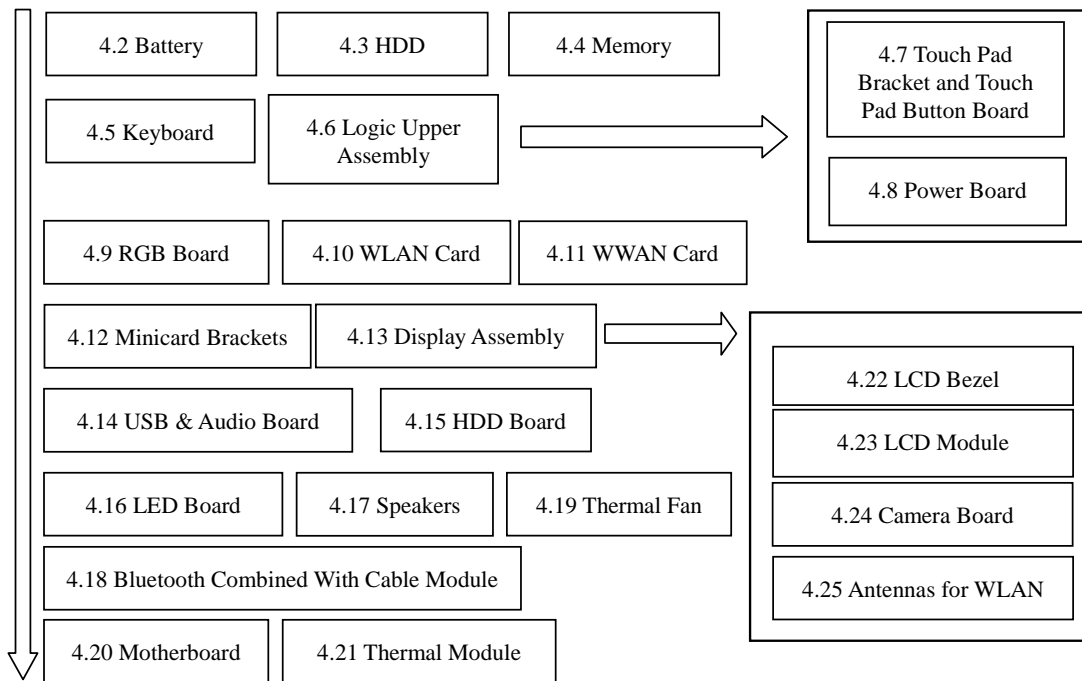 4.2 Battery
4.3 HDD
4.4 Memory
4.7 Touch Pad
Bracket and Touch
Pad Button Board
4.5 Keyboard
4.6 Logic Upper
Assembly
4.8 Power Board
4.9 RGB Board
4.10 WLAN Card
4.11 WWAN Card
4.12 Minicard Brackets
4.13 Display Assembly
4.22 LCD Bezel
4.14 USB & Audio Board
4.15 HDD Board
4.23 LCD Module
4.16 LED Board
4.17 Speakers
4.19 Thermal Fan
4.24 Camera Board
4.18 Bluetooth Combined With Cable Module
4.25 Antennas for WLAN
4.20 Motherboard
4.21 Thermal Module